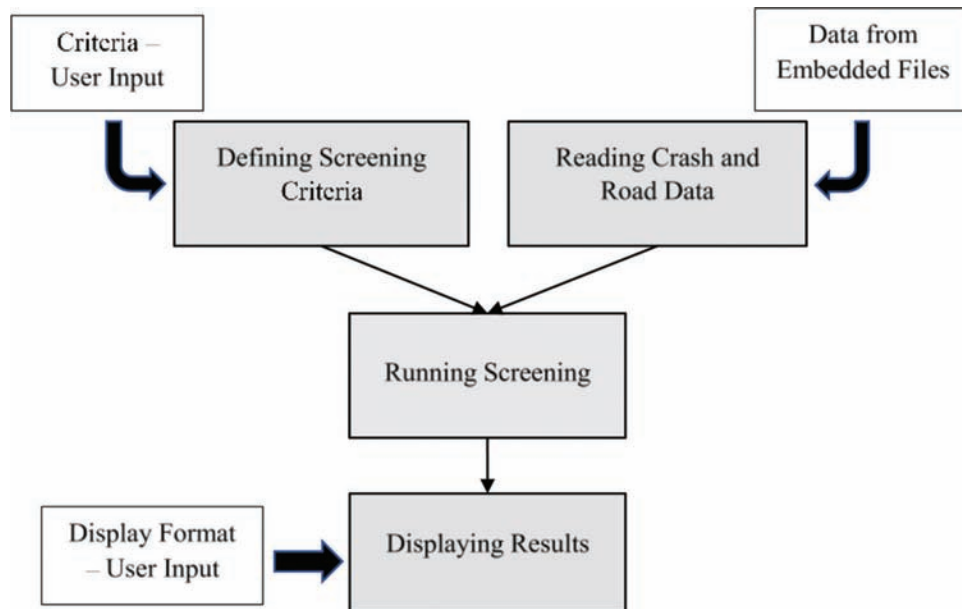 Criteria –
User Input
Data from
Embedded Files
Defining Screening
Criteria
Reading Crash and
Road Data
Running Screening
Display Format
– User Input
Displaying Results